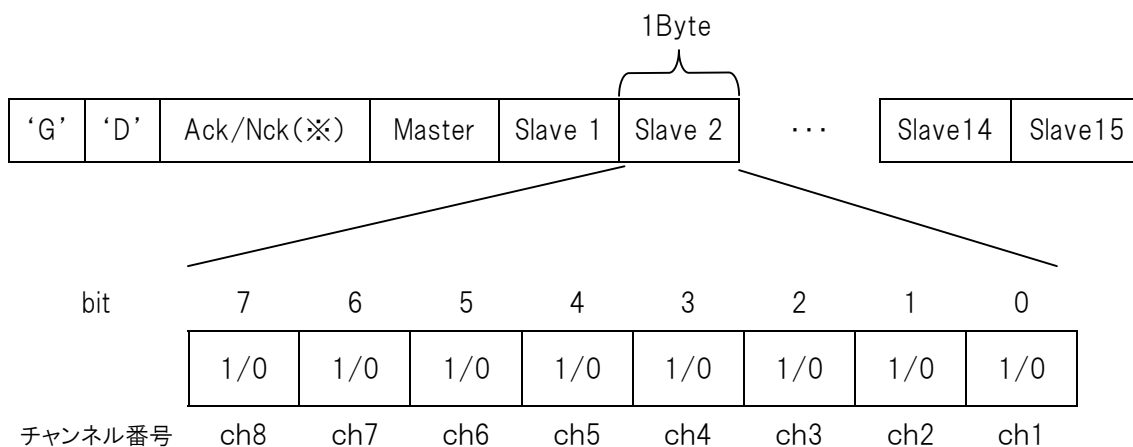 1Byte
‘G’ ‘D’ Ack/Nck(※) Master Slave 1 Slave 2 ... Slave14 Slave15
bit 7 6 5 4 3 2 1 0
1/0 1/0 1/0 1/0 1/0 1/0 1/0 1/0
チャンネル番号 ch8 ch7 ch6 ch5 ch4 ch3 ch2 ch1